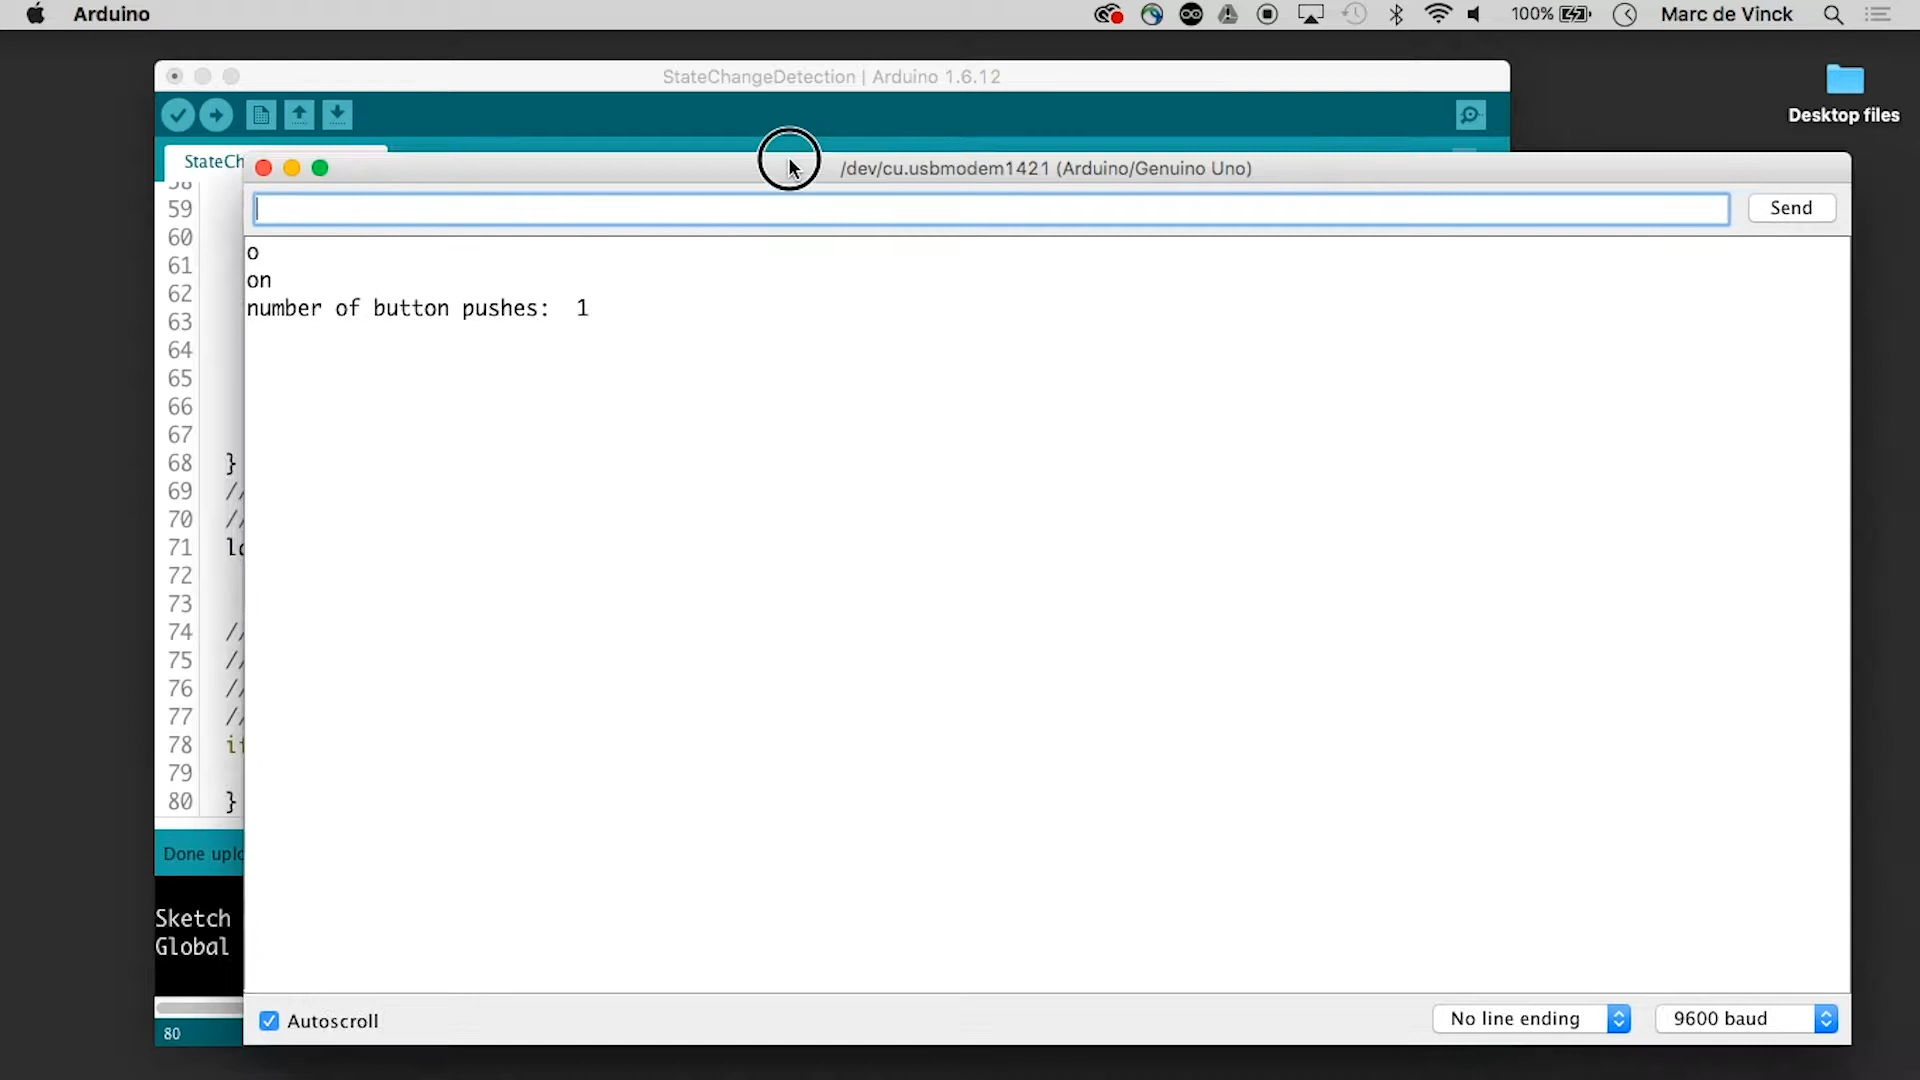 Arduino
100%
Marc de Vinck
StateChangeDetection | Arduino 1.6.12
Desktop files
StateCh
/dev/cu.usbmodem1421 (Arduino/Genuino Uno)
Send
o
on
number of button pushes:  1
58
59
60
61
62
63
64
65
66
67
68 }
69 //
70 //
71
72
73
74 //
75 //
76 //
77 //
78 if
79
80 }
Done uplo
Sketch
Global
80
Autoscroll
No line ending
9600 baud